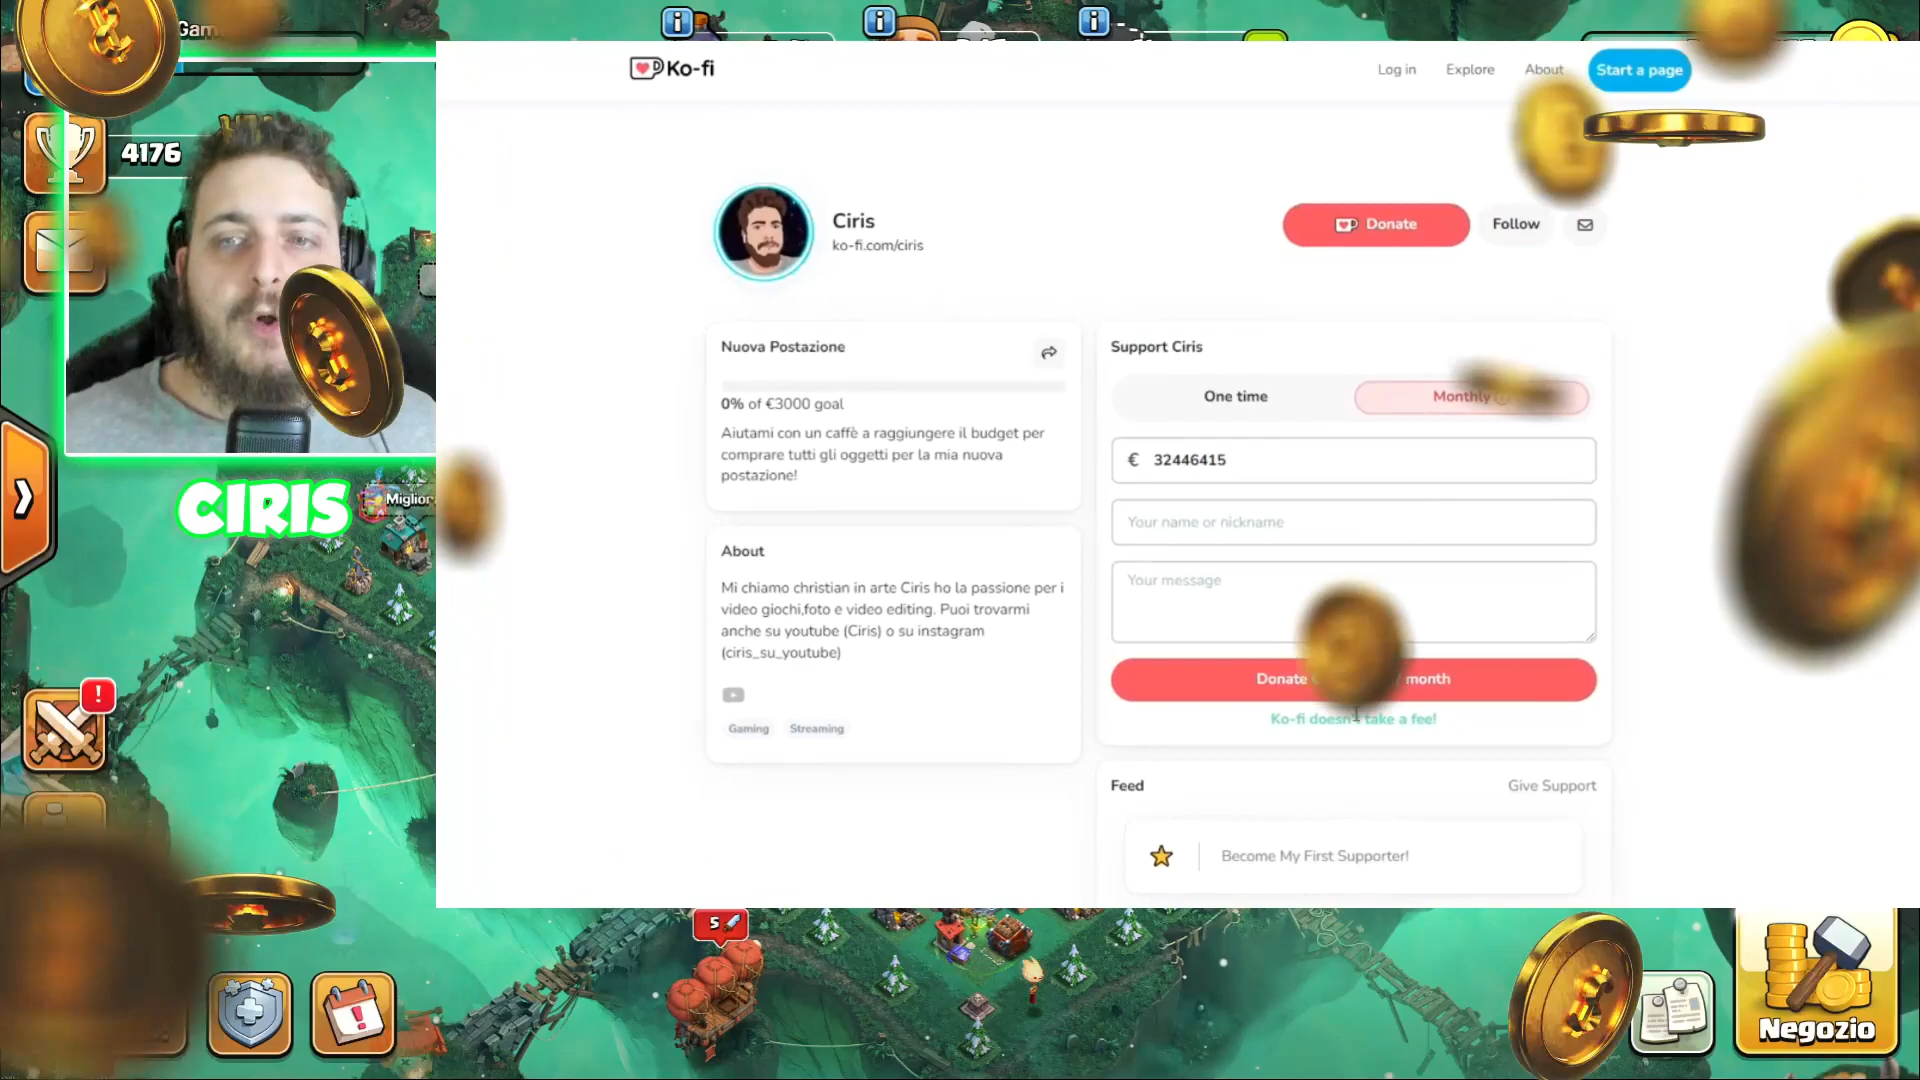 Gam
4176
CIRIS
Miglior
Ko-fi
Log in
Explore
About
Start a page
Ciris
ko-fi.com/ciris
Donate
Follow
Nuova Postazione
0% of €3000 goal
Aiutami con un caffè a raggiungere il budget per
comprare tutti gli oggetti per la mia nuova
postazione!
About
Mi chiamo christian in arte Ciris ho la passione per i
video giochi,foto e video editing. Puoi trovarmi
anche su youtube (Ciris) o su instagram
(ciris_su_youtube)
Gaming
Streaming
Support Ciris
One time
Monthly
€ 32446415
Your name or nickname
Your message
Donate month
Ko-fi doesn't take a fee!
Feed
Give Support
Become My First Supporter!
5
Negozio